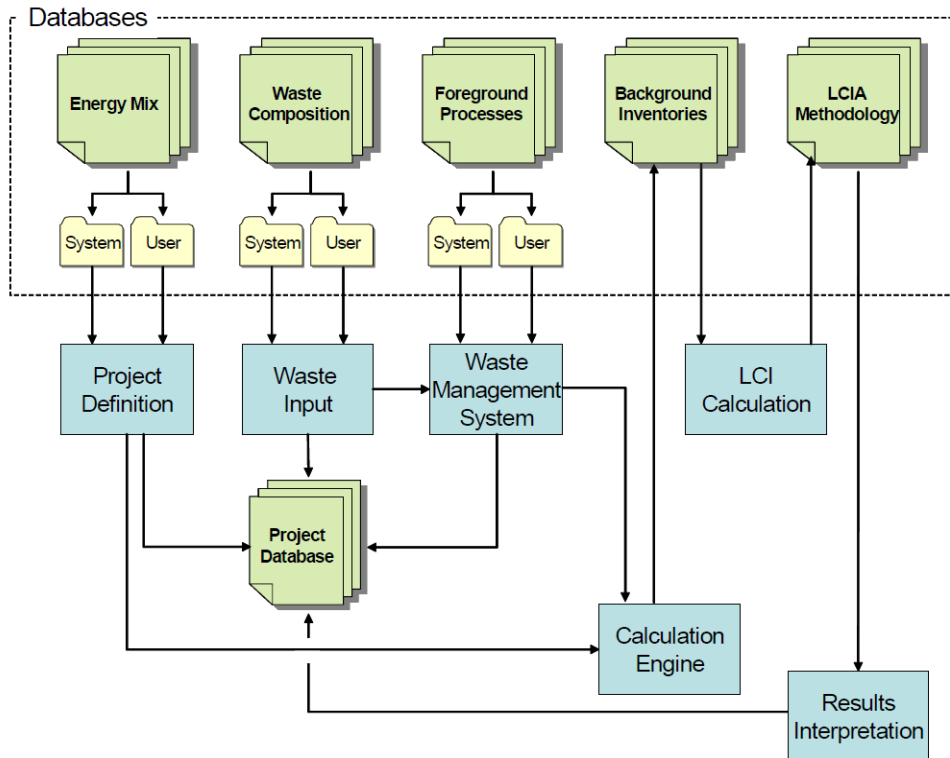 Databases
Energy Mix
Waste
Composition
Foreground
Processes
Background
Inventories
LCIA
Methodology
System
User
System
User
System
User
Project
Definition
Waste
Input
Waste
Management
System
LCI
Calculation
Project
Database
Calculation
Engine
Results
Interpretation